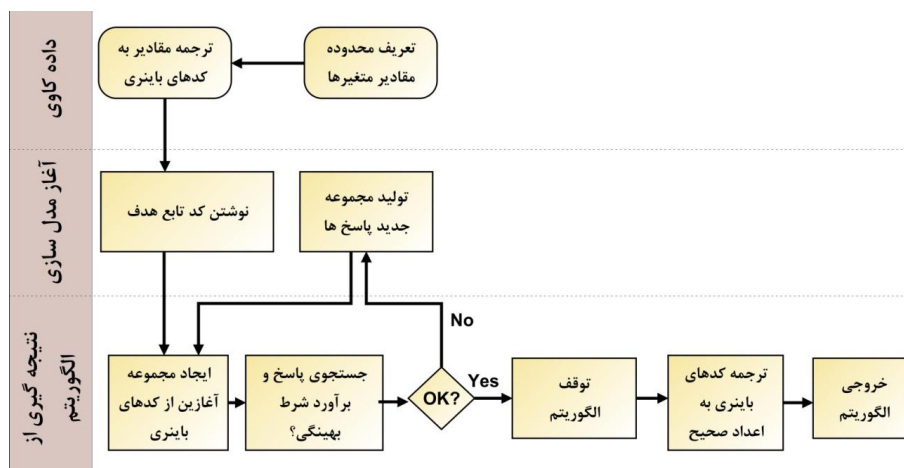 داده کاوی
تعریف محدوده
مقادیر متغیرها
ترجمه مقادیر به
کدهای باینری
آغاز مدل سازی
نوشتن کد تابع هدف
تولید مجموعه
جدید پاسخ ها
نتیجه گیری از
الگوریتم
ایجاد مجموعه
آغازین از کدهای
باینری
جستجوی پاسخ و
برآورد شرط
بهینگی؟
OK?
No
Yes
توقف
الگوریتم
ترجمه کدهای
باینری به
اعداد صحیح
خروجی
الگوریتم